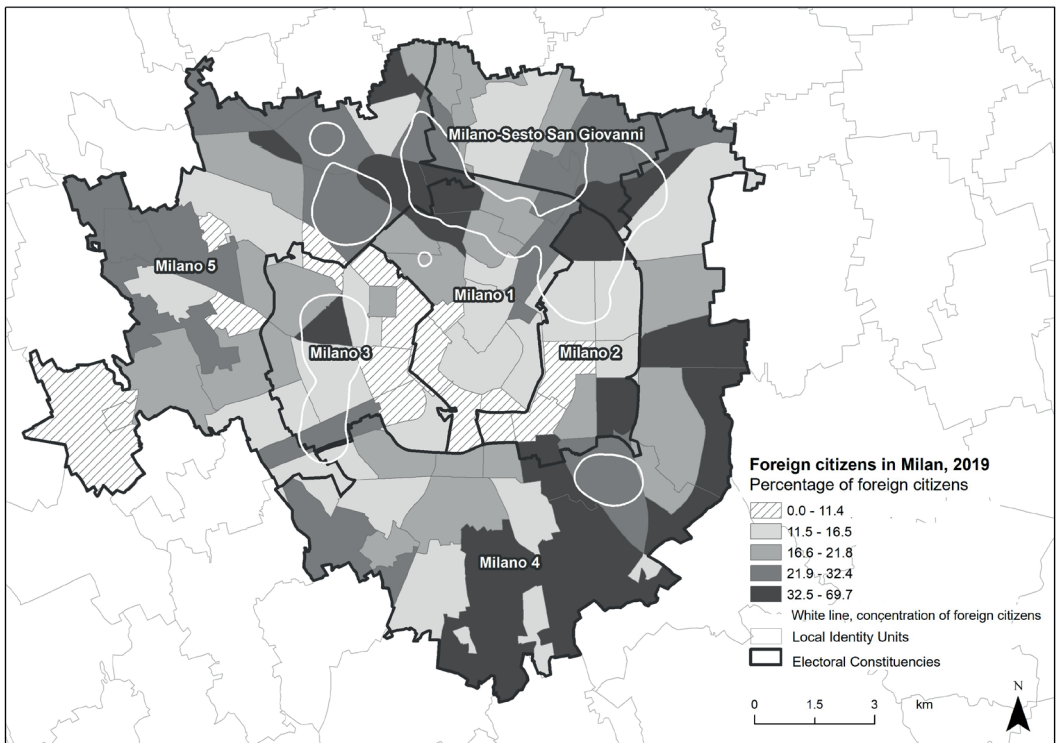 Milano-Sesto San Giovanni
Milano 5
Milano 1
Milano 3
Milano 2
Milano 4
Foreign citizens in Milan, 2019
Percentage of foreign citizens
0.0 - 11.4
11.5 - 16.5
16.6 - 21.8
21.9 - 32.4
32.5 - 69.7
White line, concentration of foreign citizens
Local Identity Units
Electoral Constituencies
0 1.5 3 km
N